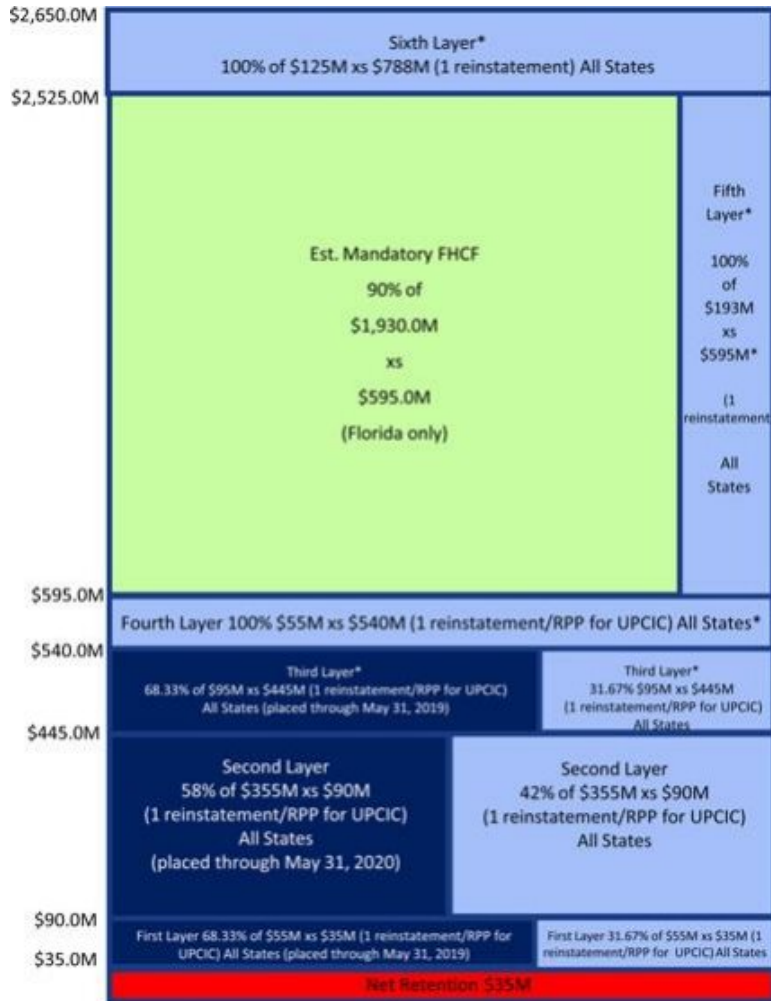 $2,650.0M
Sixth Layer*
100% of $125M xs $788M (1 reinstatement) All States
$2,525.0M
Est. Mandatory FHCF
90% of
$1,930.0M
xs
$595.0M
(Florida only)
Fifth
Layer*
100%
of
$193M
xs
$595M*
(1
reinstatement
All
States
$595.0M
Fourth Layer 100% $55M xs $540M (1 reinstatement/RPP for UPCIC) All States*
$540.0M
Third Layer*
68.33% of $95M xs $445M (1 reinstatement/RPP for UPCIC)
All States (placed through May 31, 2019)
Third Layer*
31.67% $95M xs $445M
(1 reinstatement/RPP for UPCIC)
All States
$445.0M
Second Layer
58% of $355M xs $90M
(1 reinstatement/RPP for UPCIC)
All States
(placed through May 31, 2020)
Second Layer
42% of $355M xs $90M
(1 reinstatement/RPP for UPCIC)
All States
$90.0M
First Layer 68.33% of $55M xs $35M (1 reinstatement/RPP for
UPCIC) All States (placed through May 31, 2019)
First Layer 31.67% of $55M xs $35M (1
reinstatement/RPP for UPCIC) All States
$35.0M
Net Retention $35M